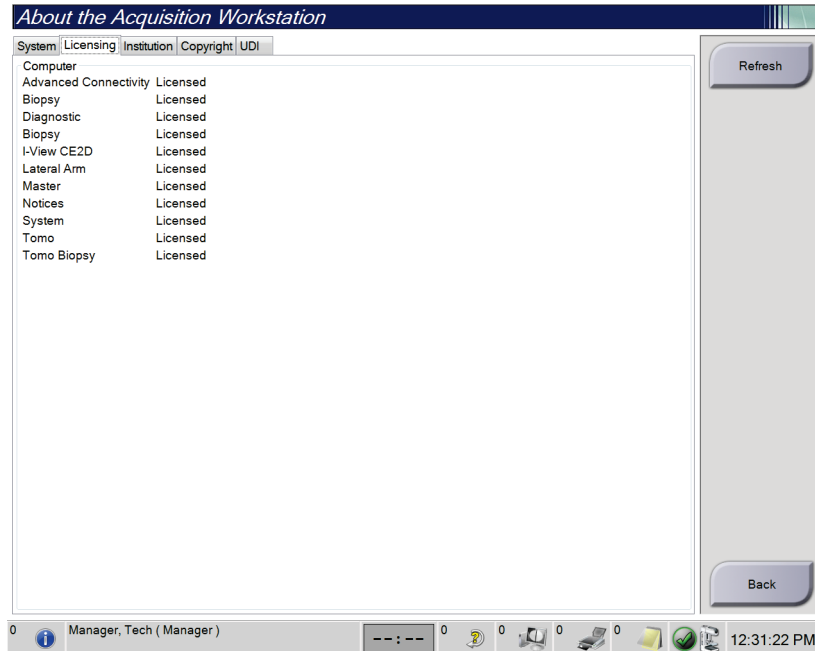 About the Acquisition Workstation
System Licensing Institution Copyright UDI
Computer
Advanced Connectivity Licensed
Biopsy Licensed
Diagnostic Licensed
Biopsy Licensed
I-View CE2D Licensed
Lateral Arm Licensed
Master Licensed
Notices Licensed
System Licensed
Tomo Licensed
Tomo Biopsy Licensed
Refresh
Back
0 Manager, Tech ( Manager ) --:-- 0 0 0 0 12:31:22 PM